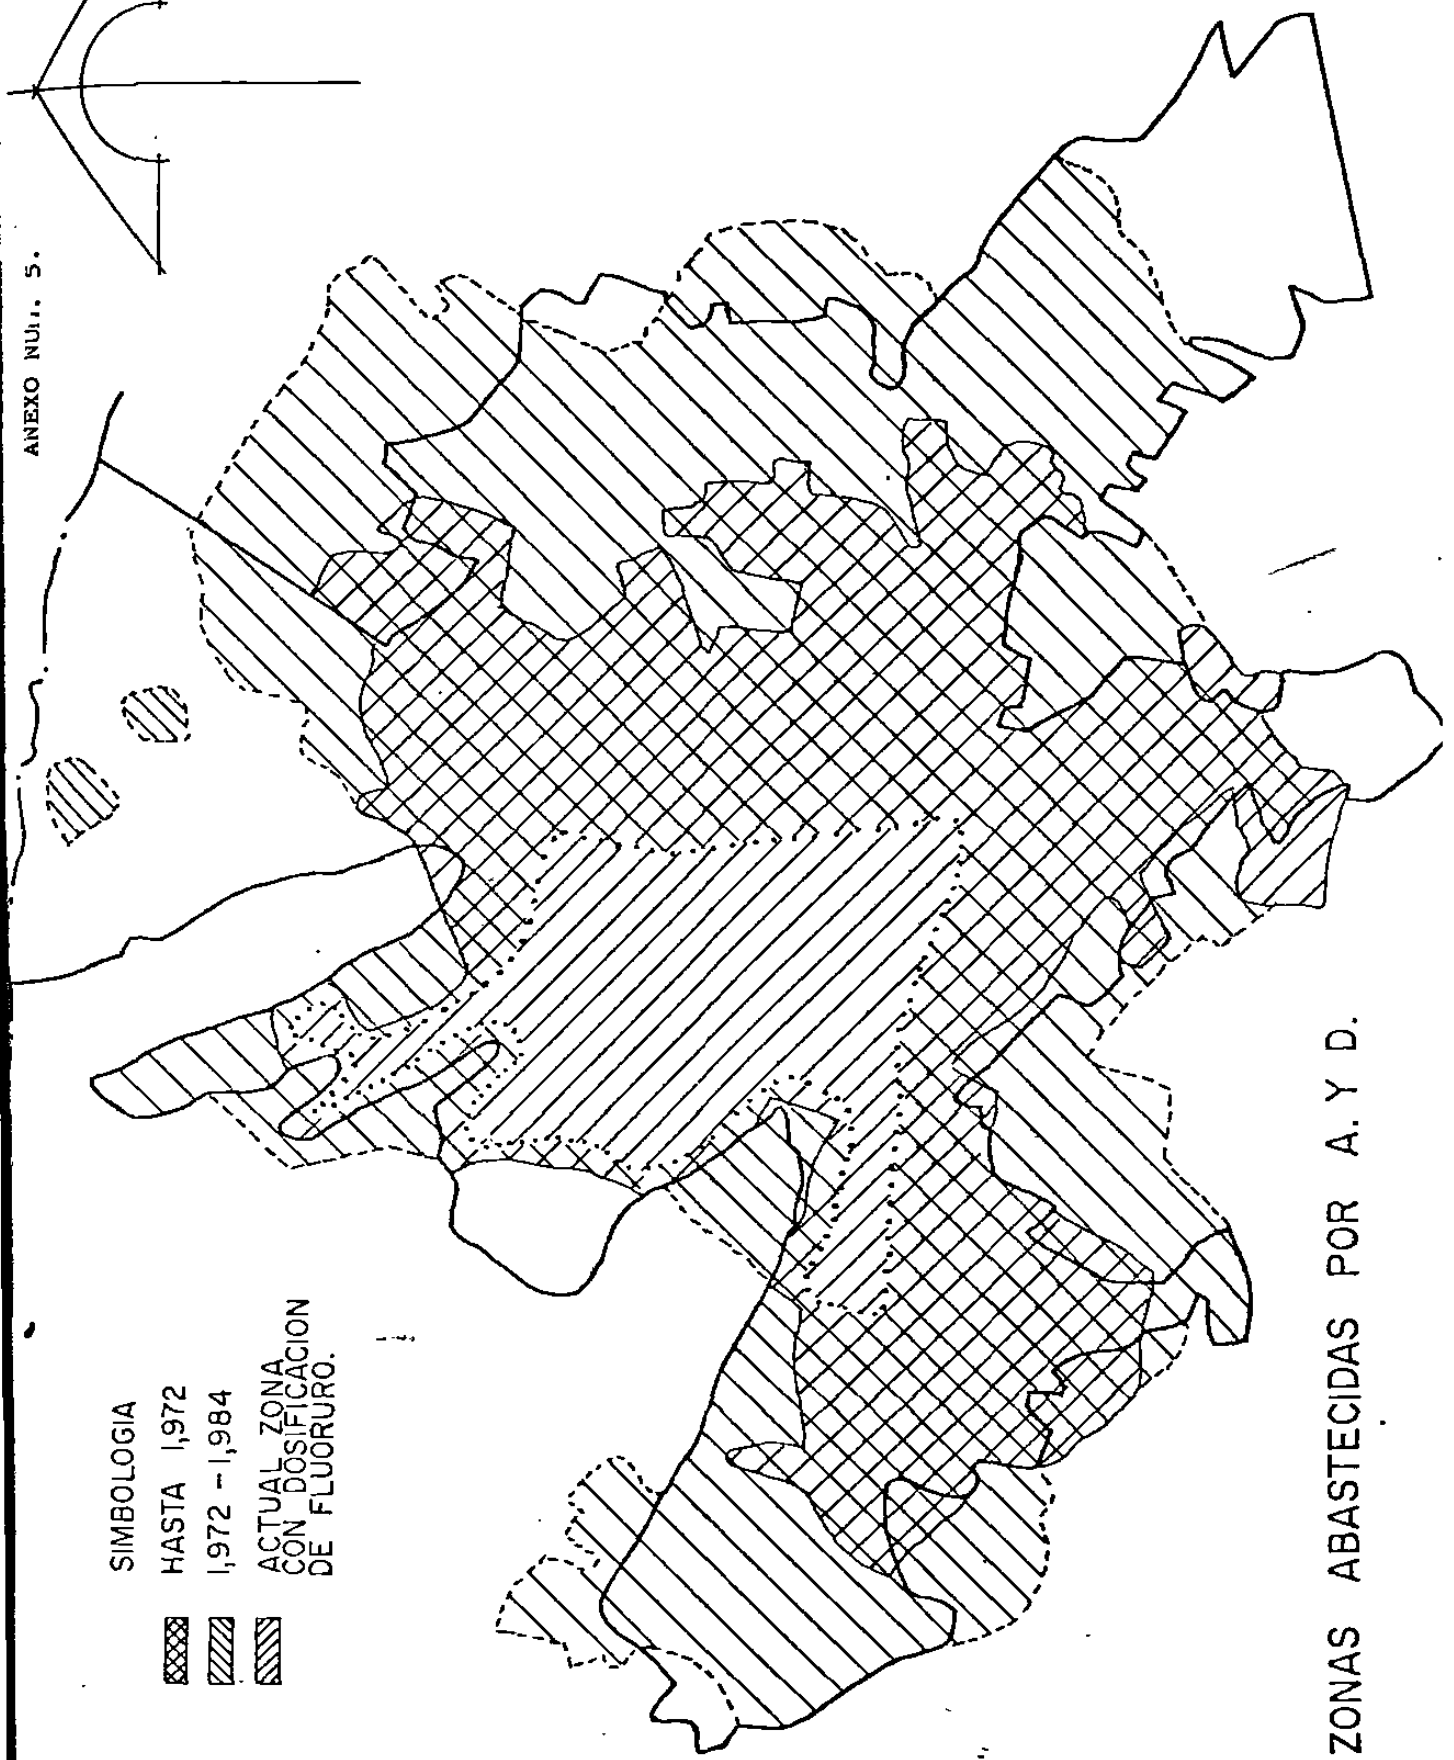 ANEXO NUM. 5.
SIMBOLOGIA
HASTA 1,972
1,972 - 1,984
ACTUAL ZONA
CON DOSIFICACION
DE FLUORURO.
ZONAS ABASTECIDAS POR A. Y D.